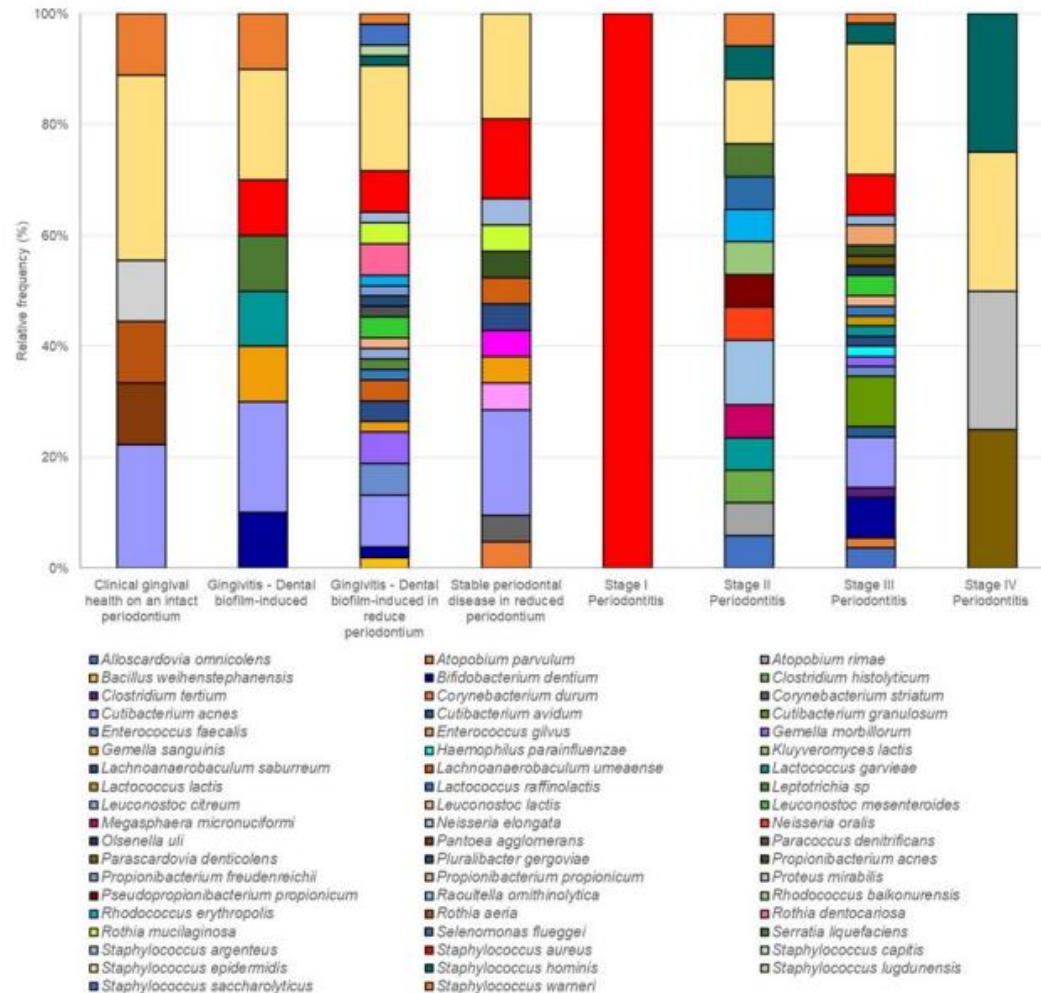 100%
80%
60%
40%
20%
0%
Relative frequency (%)
Clinical gingival
health on an intact
periodontium
Gingivitis - Dental
biofilm-induced
Gingivitis - Dental
biofilm-induced in
reduce
periodontium
Stable periodontal
disease in reduced
periodontium
Stage I
Periodontitis
Stage II
Periodontitis
Stage III
Periodontitis
Stage IV
Periodontitis
Alloscardovia omnicolens Atopobium parvulum Atopobium rimae
Bacillus weihenstephanensis Bifidobacterium dentium Clostridium histolyticum
Clostridium tertium Corynebacterium durum Corynebacterium striatum
Cutibacterium acnes Cutibacterium avidum Cutibacterium granulosum
Enterococcus faecalis Enterococcus gilvus Gemella morbillorum
Gemella sanguinis Haemophilus parainfluenzae Kluyveromyces lactis
Lachnoanaerobaculum saburreum Lachnoanaerobaculum umeaense Lactococcus garvieae
Lactococcus lactis Lactococcus raffinolactis Leptotrichia sp
Leuconostoc citreum Leuconostoc lactis Leuconostoc mesenteroides
Megasphaera micronuciformi Neisseria elongata Neisseria oralis
Olsenella uli Pantoea agglomerans Paracoccus denitrificans
Parascardovia denticolens Pluralibacter gergoviae Propionibacterium acnes
Propionibacterium freudenreichii Propionibacterium propionicum Proteus mirabilis
Pseudopropionibacterium propionicum Raoultella ornithinolytica Rhodococcus baikonurensis
Rhodococcus erythropolis Rothia aeria Rothia dentocariosa
Rothia mucilaginosa Selenomonas flueggei Serratia liquefaciens
Staphylococcus argenteus Staphylococcus aureus Staphylococcus capitis
Staphylococcus epidermidis Staphylococcus hominis Staphylococcus lugdunensis
Staphylococcus saccharolyticus Staphylococcus warneri